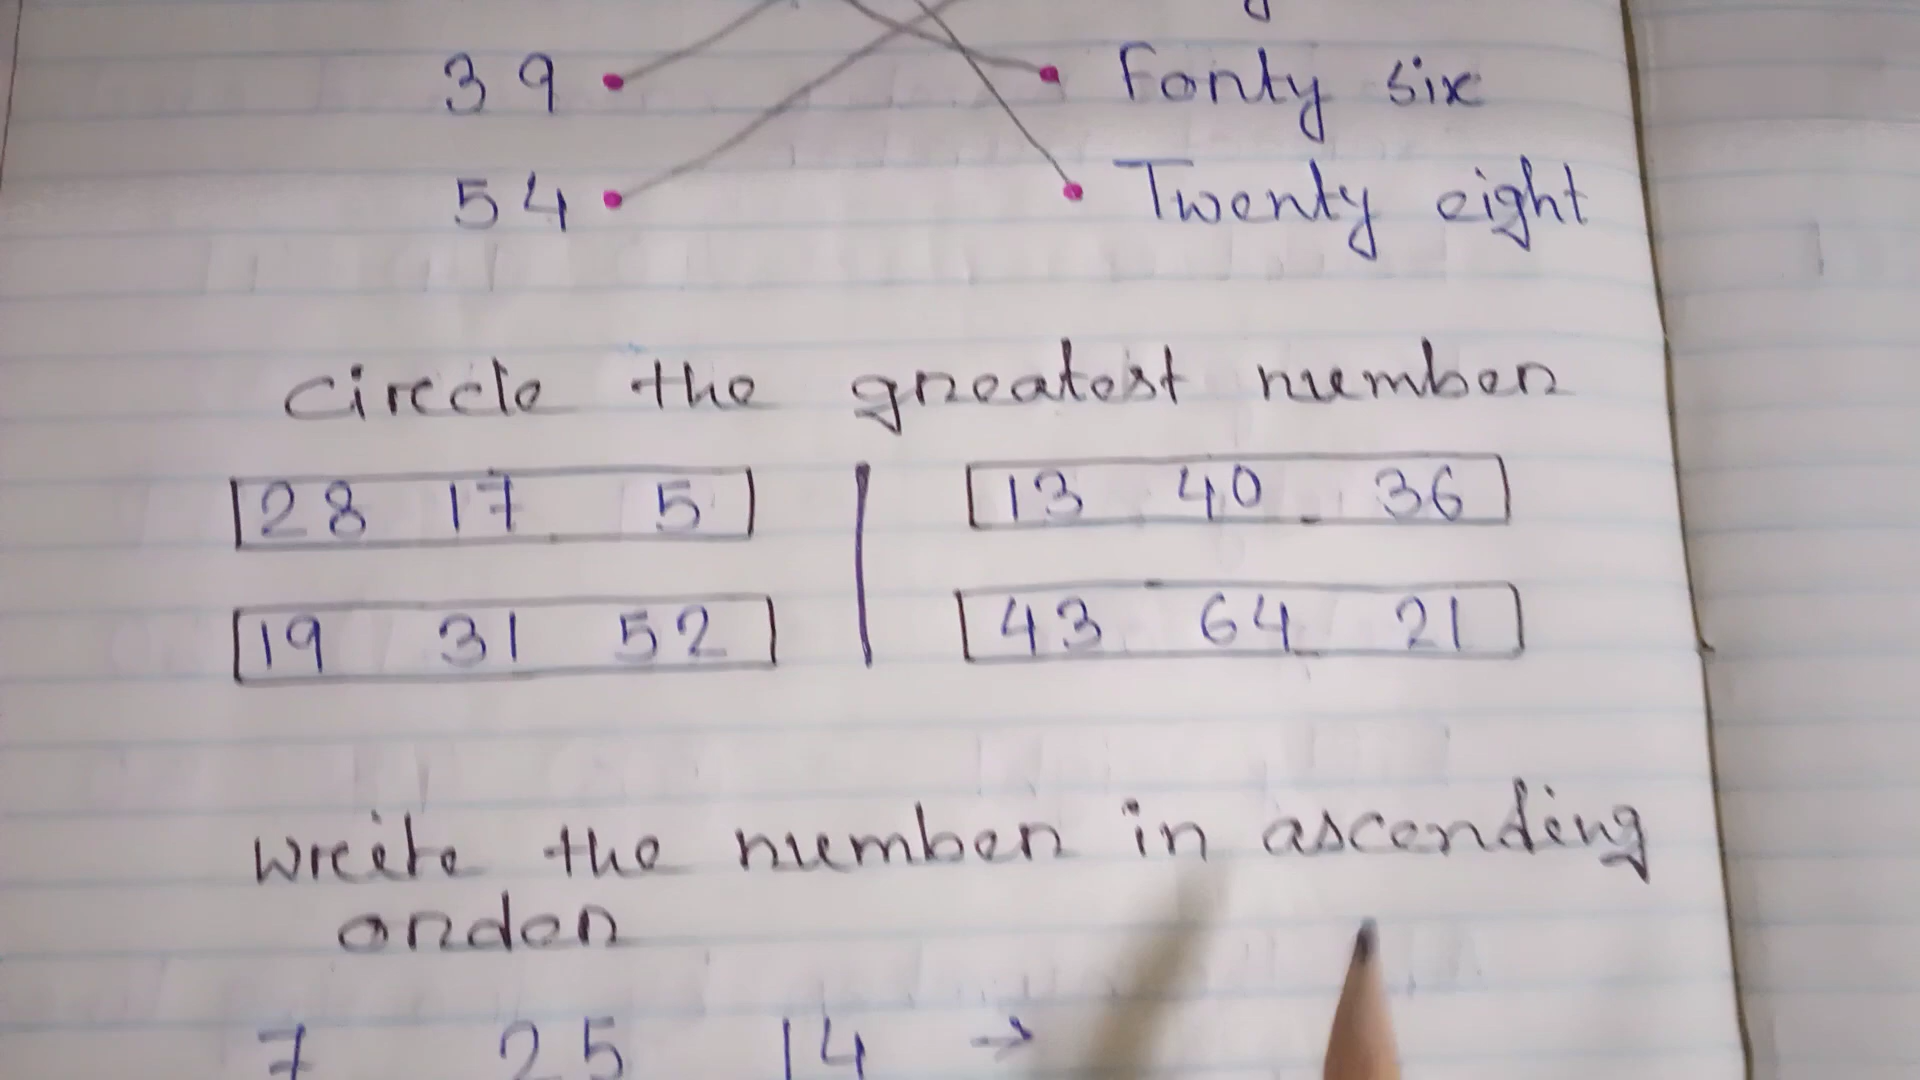 39 Forty six
54 Twenty eight
circle the greatest number
28 17 5 13 40 36
19 31 52 43 64 21
write the number in ascending
order
7 25 14 →